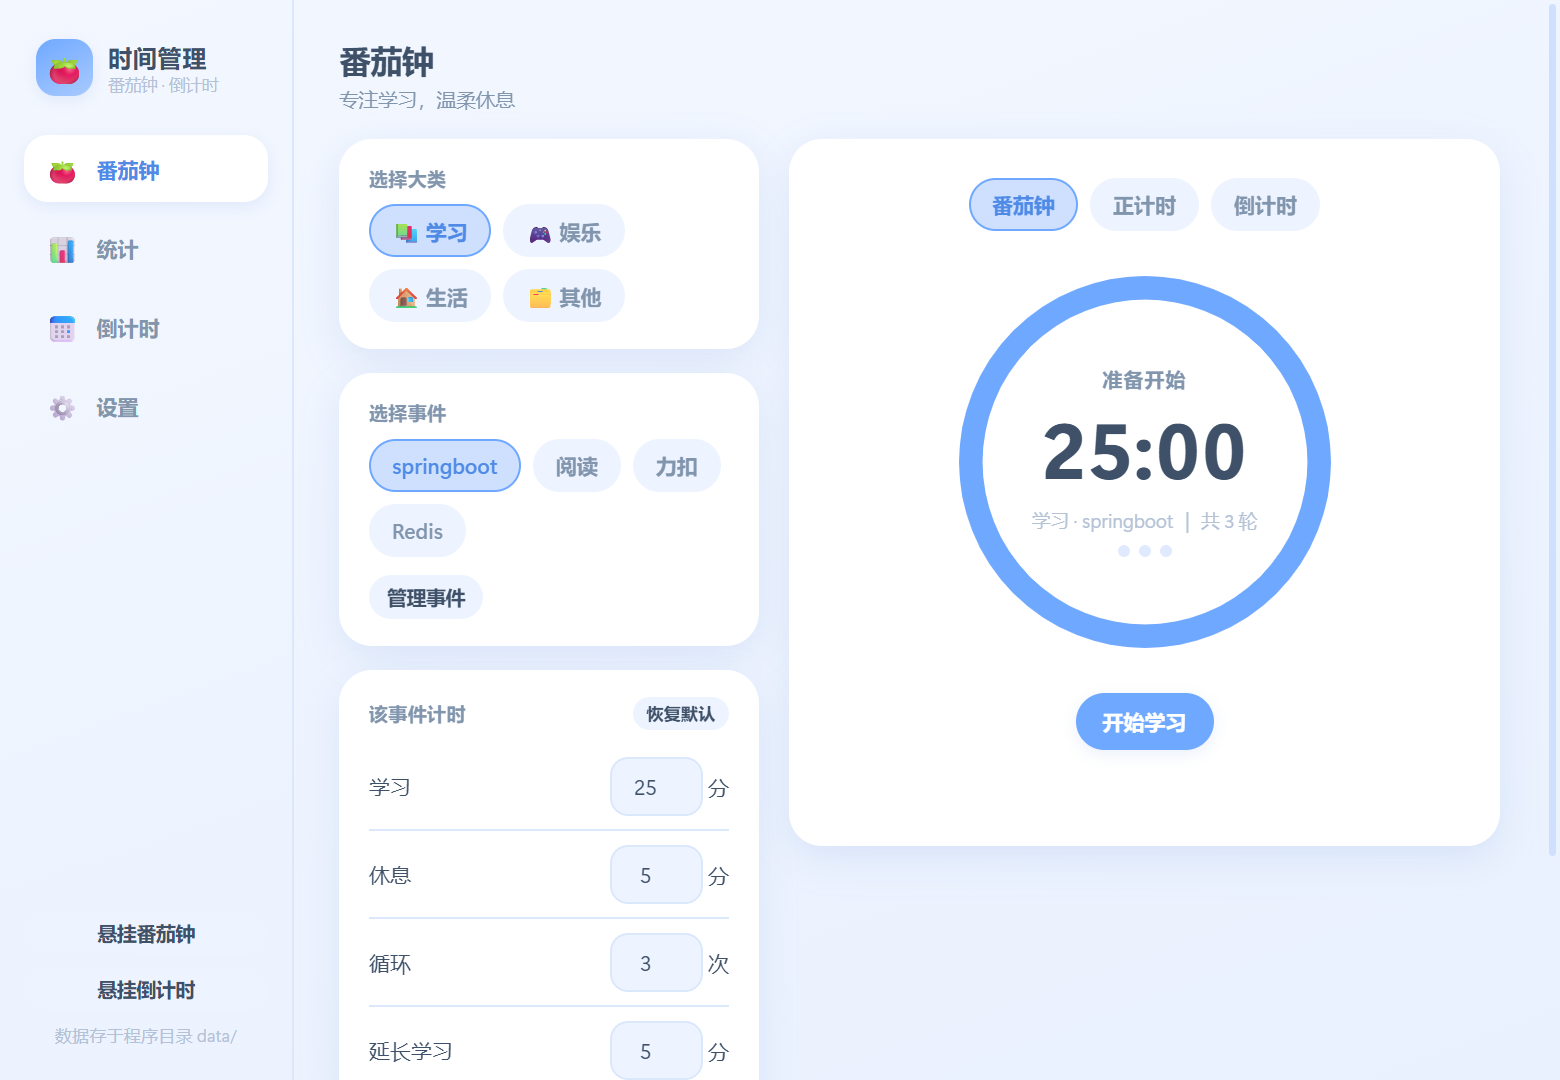 时间管理
番茄钟 · 倒计时
番茄钟
统计
倒计时
设置
悬挂番茄钟
悬挂倒计时
数据存于程序目录 data/
番茄钟
专注学习，温柔休息
选择大类
学习 娱乐
生活 其他
选择事件
springboot 阅读 力扣
Redis
管理事件
该事件计时 恢复默认
学习 25 分
休息 5 分
循环 3 次
延长学习 5 分
番茄钟 正计时 倒计时
准备开始
25:00
学习 · springboot ｜ 共 3 轮
开始学习